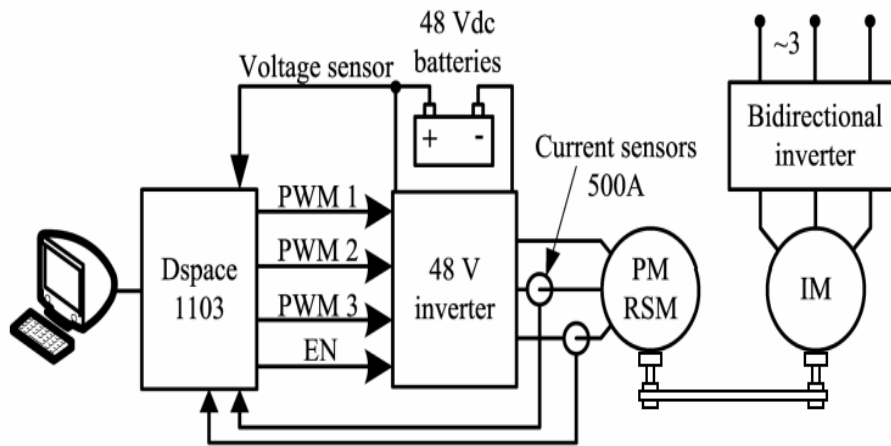 48 Vdc
batteries
Voltage sensor
+ -
~3
Bidirectional
inverter
Current sensors
500A
Dspace
1103
PWM 1
PWM 2
PWM 3
EN
48 V
inverter
PM
RSM
IM